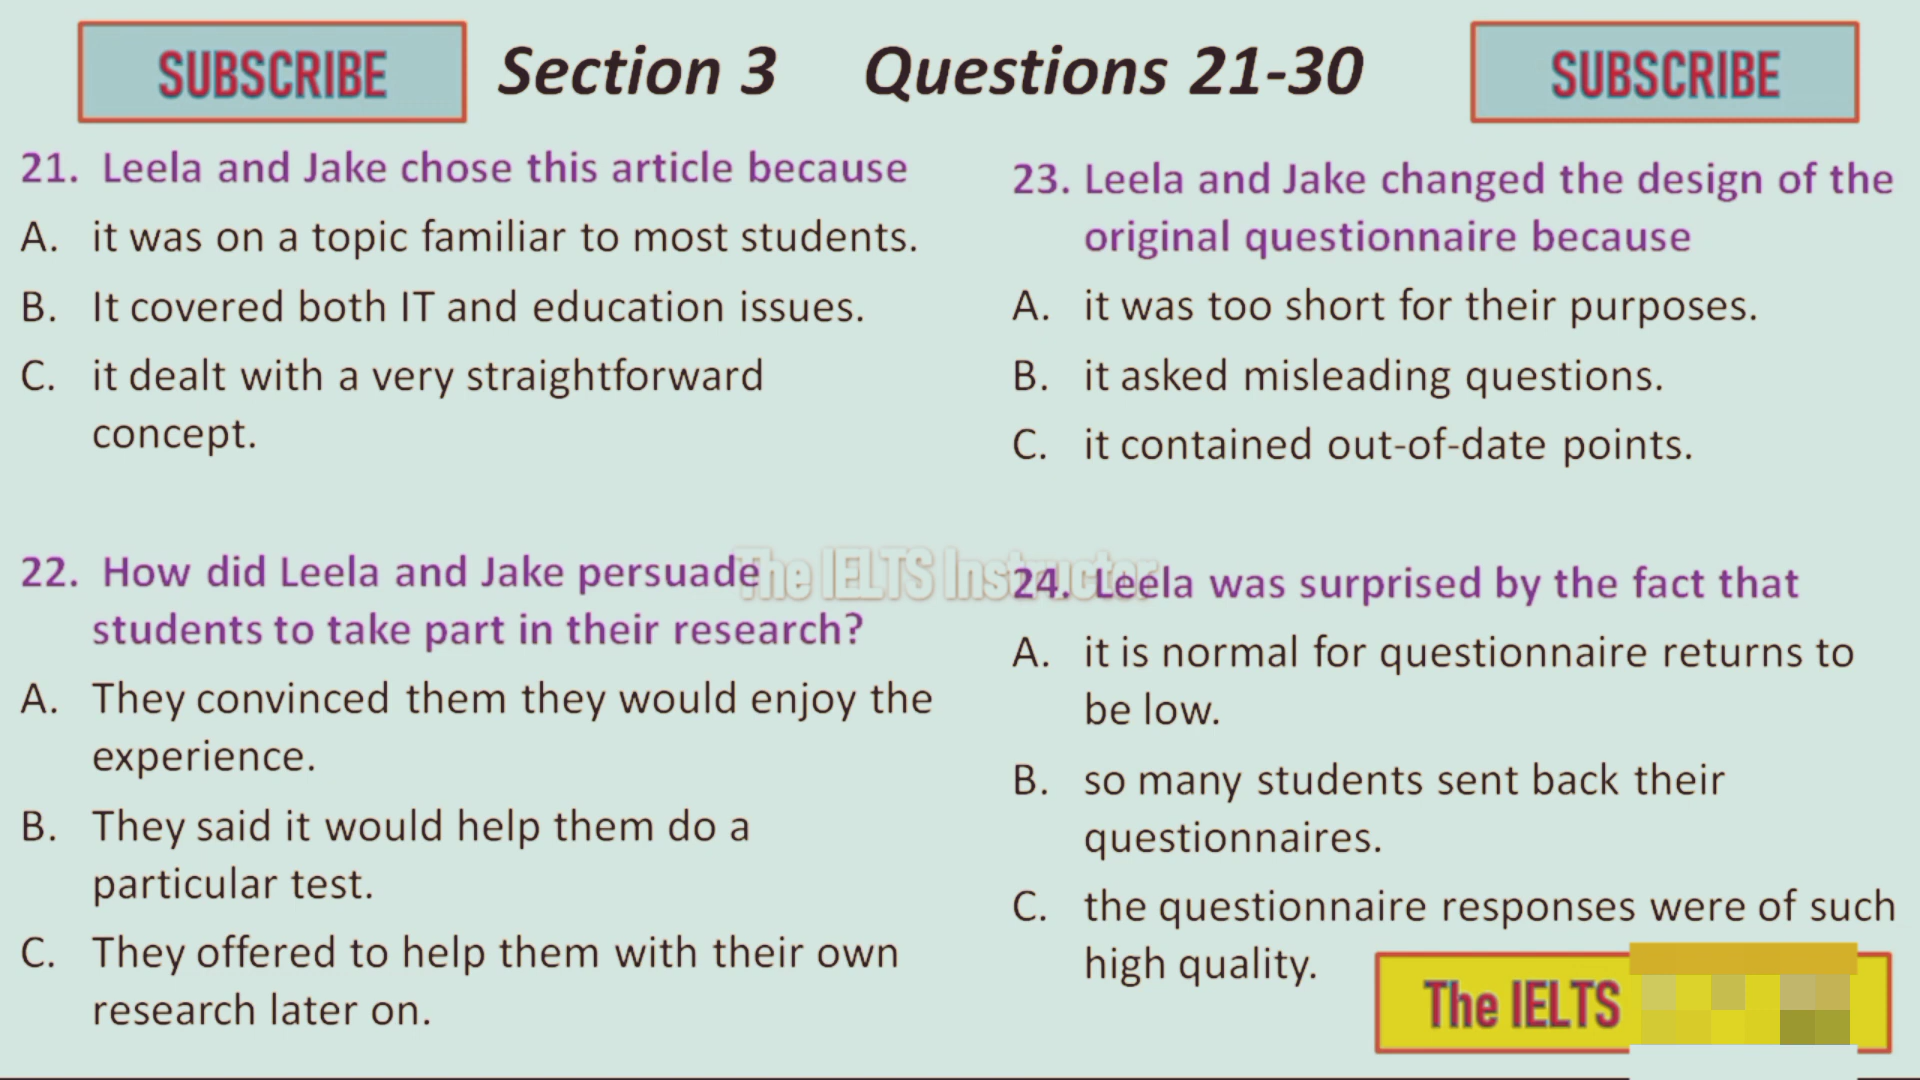 SUBSCRIBE
Section 3 Questions 21-30
SUBSCRIBE
21. Leela and Jake chose this article because
A. it was on a topic familiar to most students.
B. It covered both IT and education issues.
C. it dealt with a very straightforward
concept.
22. How did Leela and Jake persuade
students to take part in their research?
A. They convinced them they would enjoy the
experience.
B. They said it would help them do a
particular test.
C. They offered to help them with their own
research later on.
23. Leela and Jake changed the design of the
original questionnaire because
A. it was too short for their purposes.
B. it asked misleading questions.
C. it contained out-of-date points.
24. Leela was surprised by the fact that
A. it is normal for questionnaire returns to
be low.
B. so many students sent back their
questionnaires.
C. the questionnaire responses were of such
high quality.
The IELTS Instructor
The IELTS